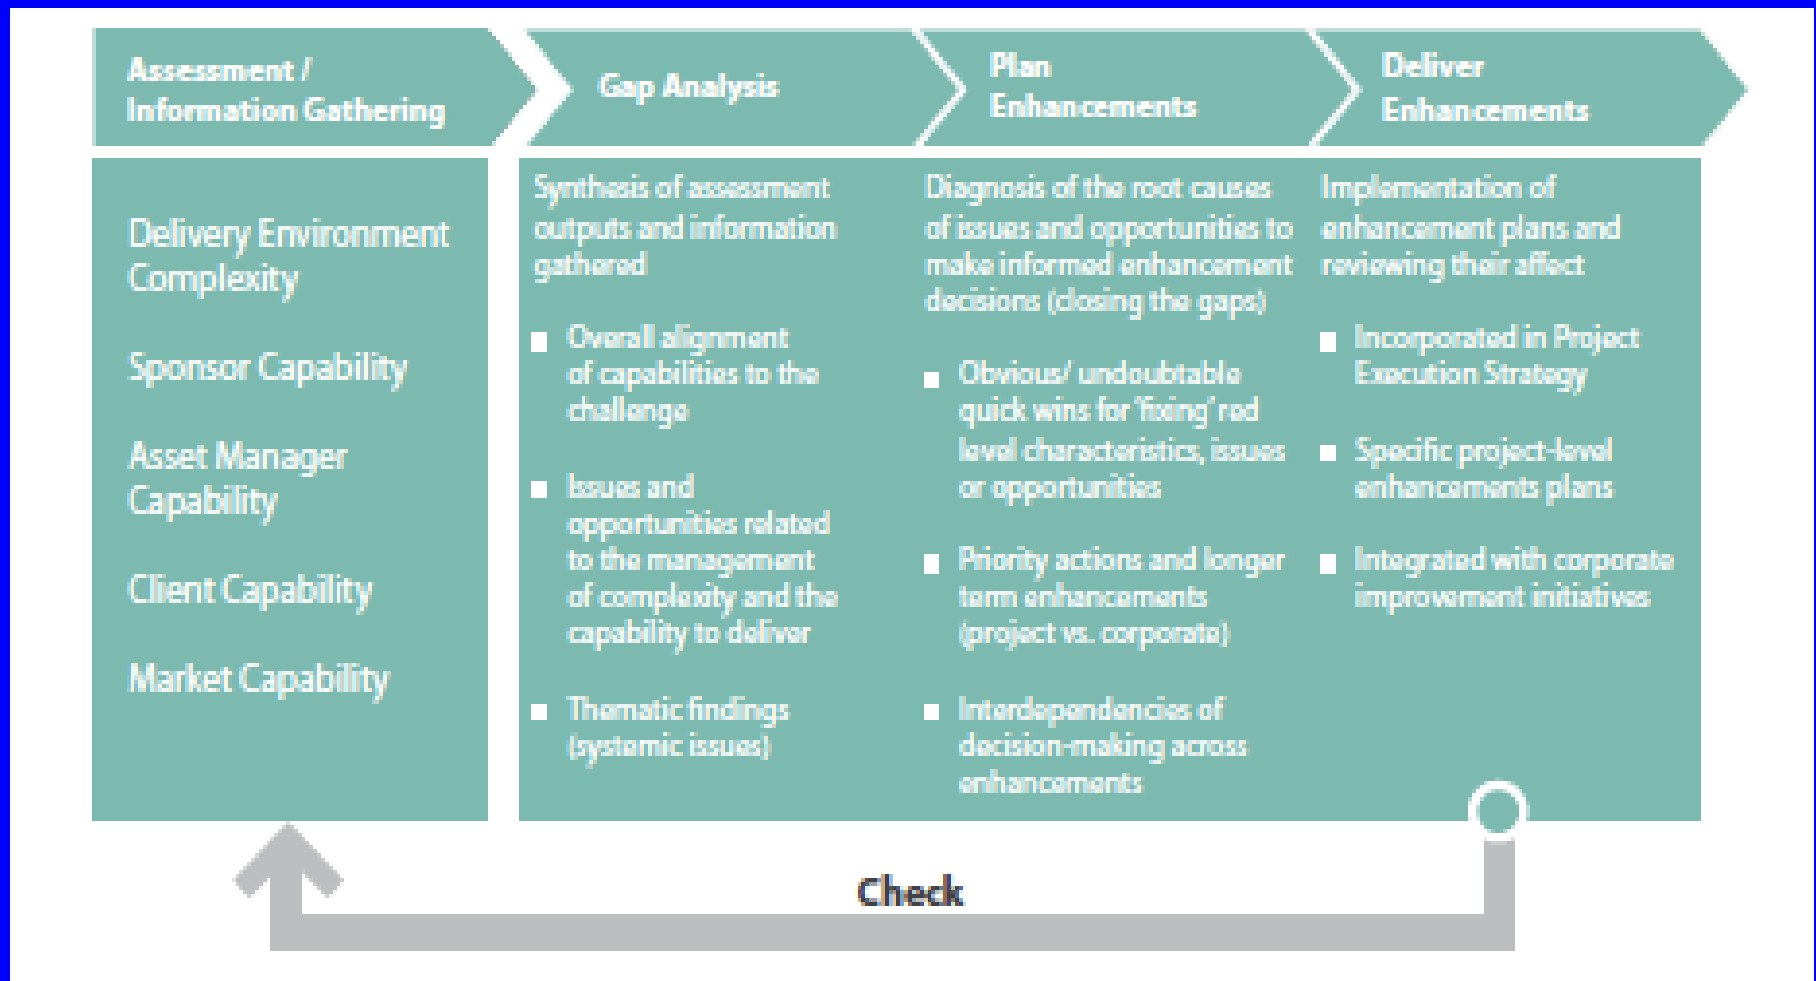 Assessment /
Information Gathering
Gap Analysis
Plan
Enhancements
Deliver
Enhancements
Delivery Environment
Complexity
Sponsor Capability
Asset Manager
Capability
Client Capability
Market Capability
Synthesis of assessment
outputs and information
gathered
Overall alignment
of capabilities to the
challenge
Issues and
opportunities related
to the management
of complexity and the
capability to deliver
Thematic findings
(systemic issues)
Diagnosis of the root causes
of issues and opportunities to
make informed enhancement
decisions (closing the gaps)
Obvious/ undoubtable
quick wins for 'fixing' red
level characteristics, issues
or opportunities
Priority actions and longer
term enhancements
(project vs. corporate)
Interdependencies of
decision-making across
enhancements
Implementation of
enhancement plans and
reviewing their affect
Incorporated in Project
Execution Strategy
Specific project-level
enhancements plans
Integrated with corporate
improvement initiatives
Check